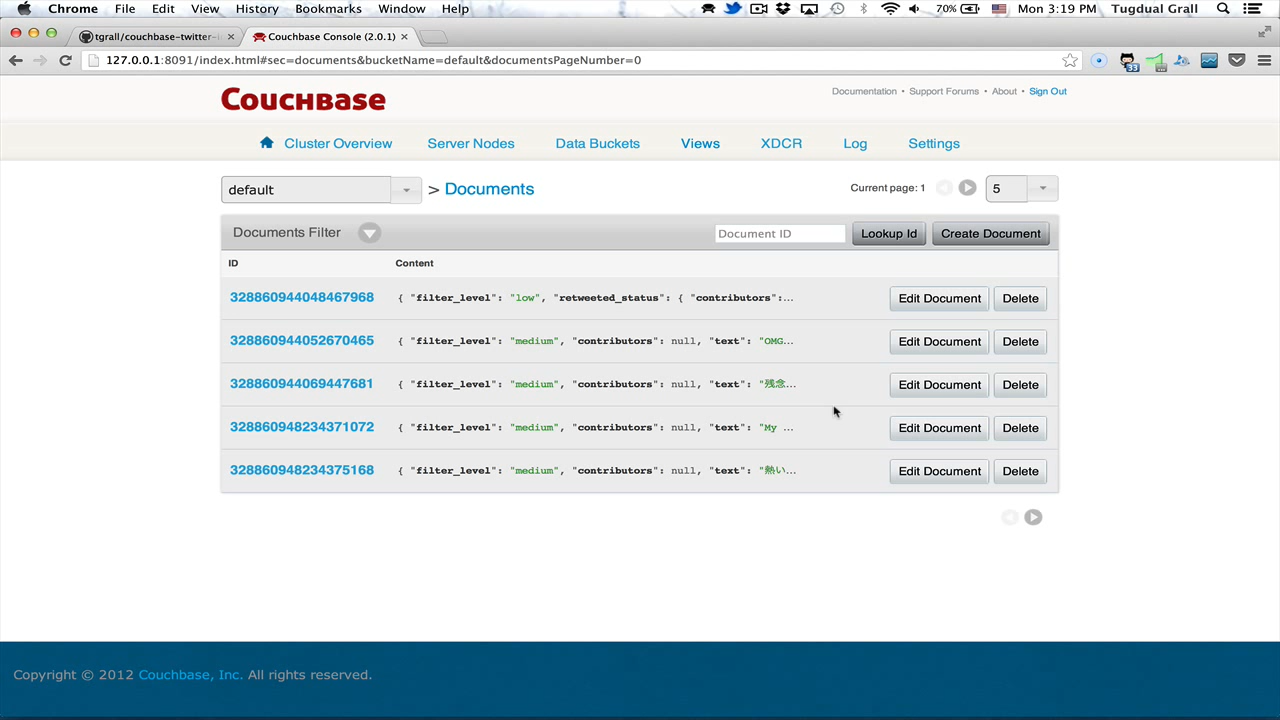 Chrome File Edit View History Bookmarks Window Help 70% Mon 3:19 PM Tugdual Grall
tgrall/couchbase-twitter- Couchbase Console (2.0.1)
127.0.0.1:8091/index.html#sec=documents&bucketName=default&documentsPageNumber=0 33
Couchbase
Documentation • Support Forums • About • Sign Out
Cluster Overview Server Nodes Data Buckets Views XDCR Log Settings
default > Documents Current page: 1 5
Documents Filter Document ID Lookup Id Create Document
ID Content
328860944048467968 { "filter_level": "low", "retweeted_status": { "contributors":... Edit Document Delete
328860944052670465 { "filter_level": "medium", "contributors": null, "text": "OMG... Edit Document Delete
328860944069447681 { "filter_level": "medium", "contributors": null, "text": "残念... Edit Document Delete
328860948234371072 { "filter_level": "medium", "contributors": null, "text": "My ... Edit Document Delete
328860948234375168 { "filter_level": "medium", "contributors": null, "text": "熱い... Edit Document Delete
Copyright © 2012 Couchbase, Inc. All rights reserved.